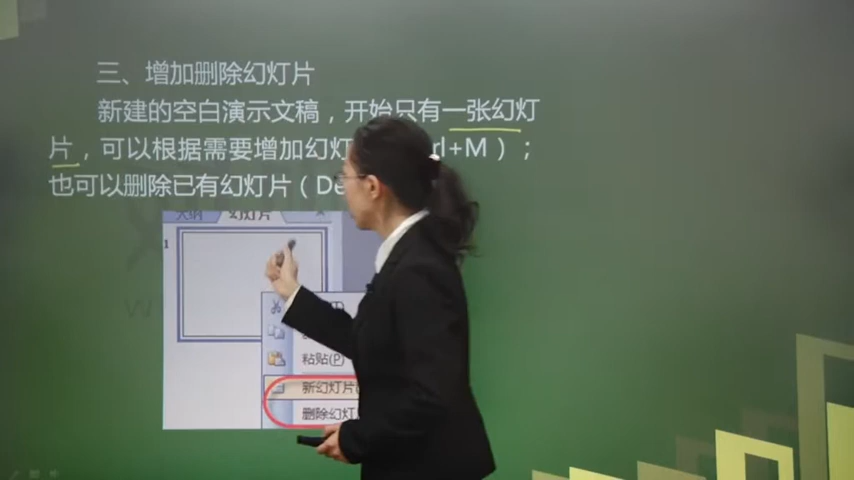 三、增加删除幻灯片
新建的空白演示文稿，开始只有一张幻灯
片，可以根据需要增加幻灯 l+M）；
也可以删除已有幻灯片（De
大纲 幻灯片 ×
1
粘贴(P)
新幻灯片(
删除幻灯